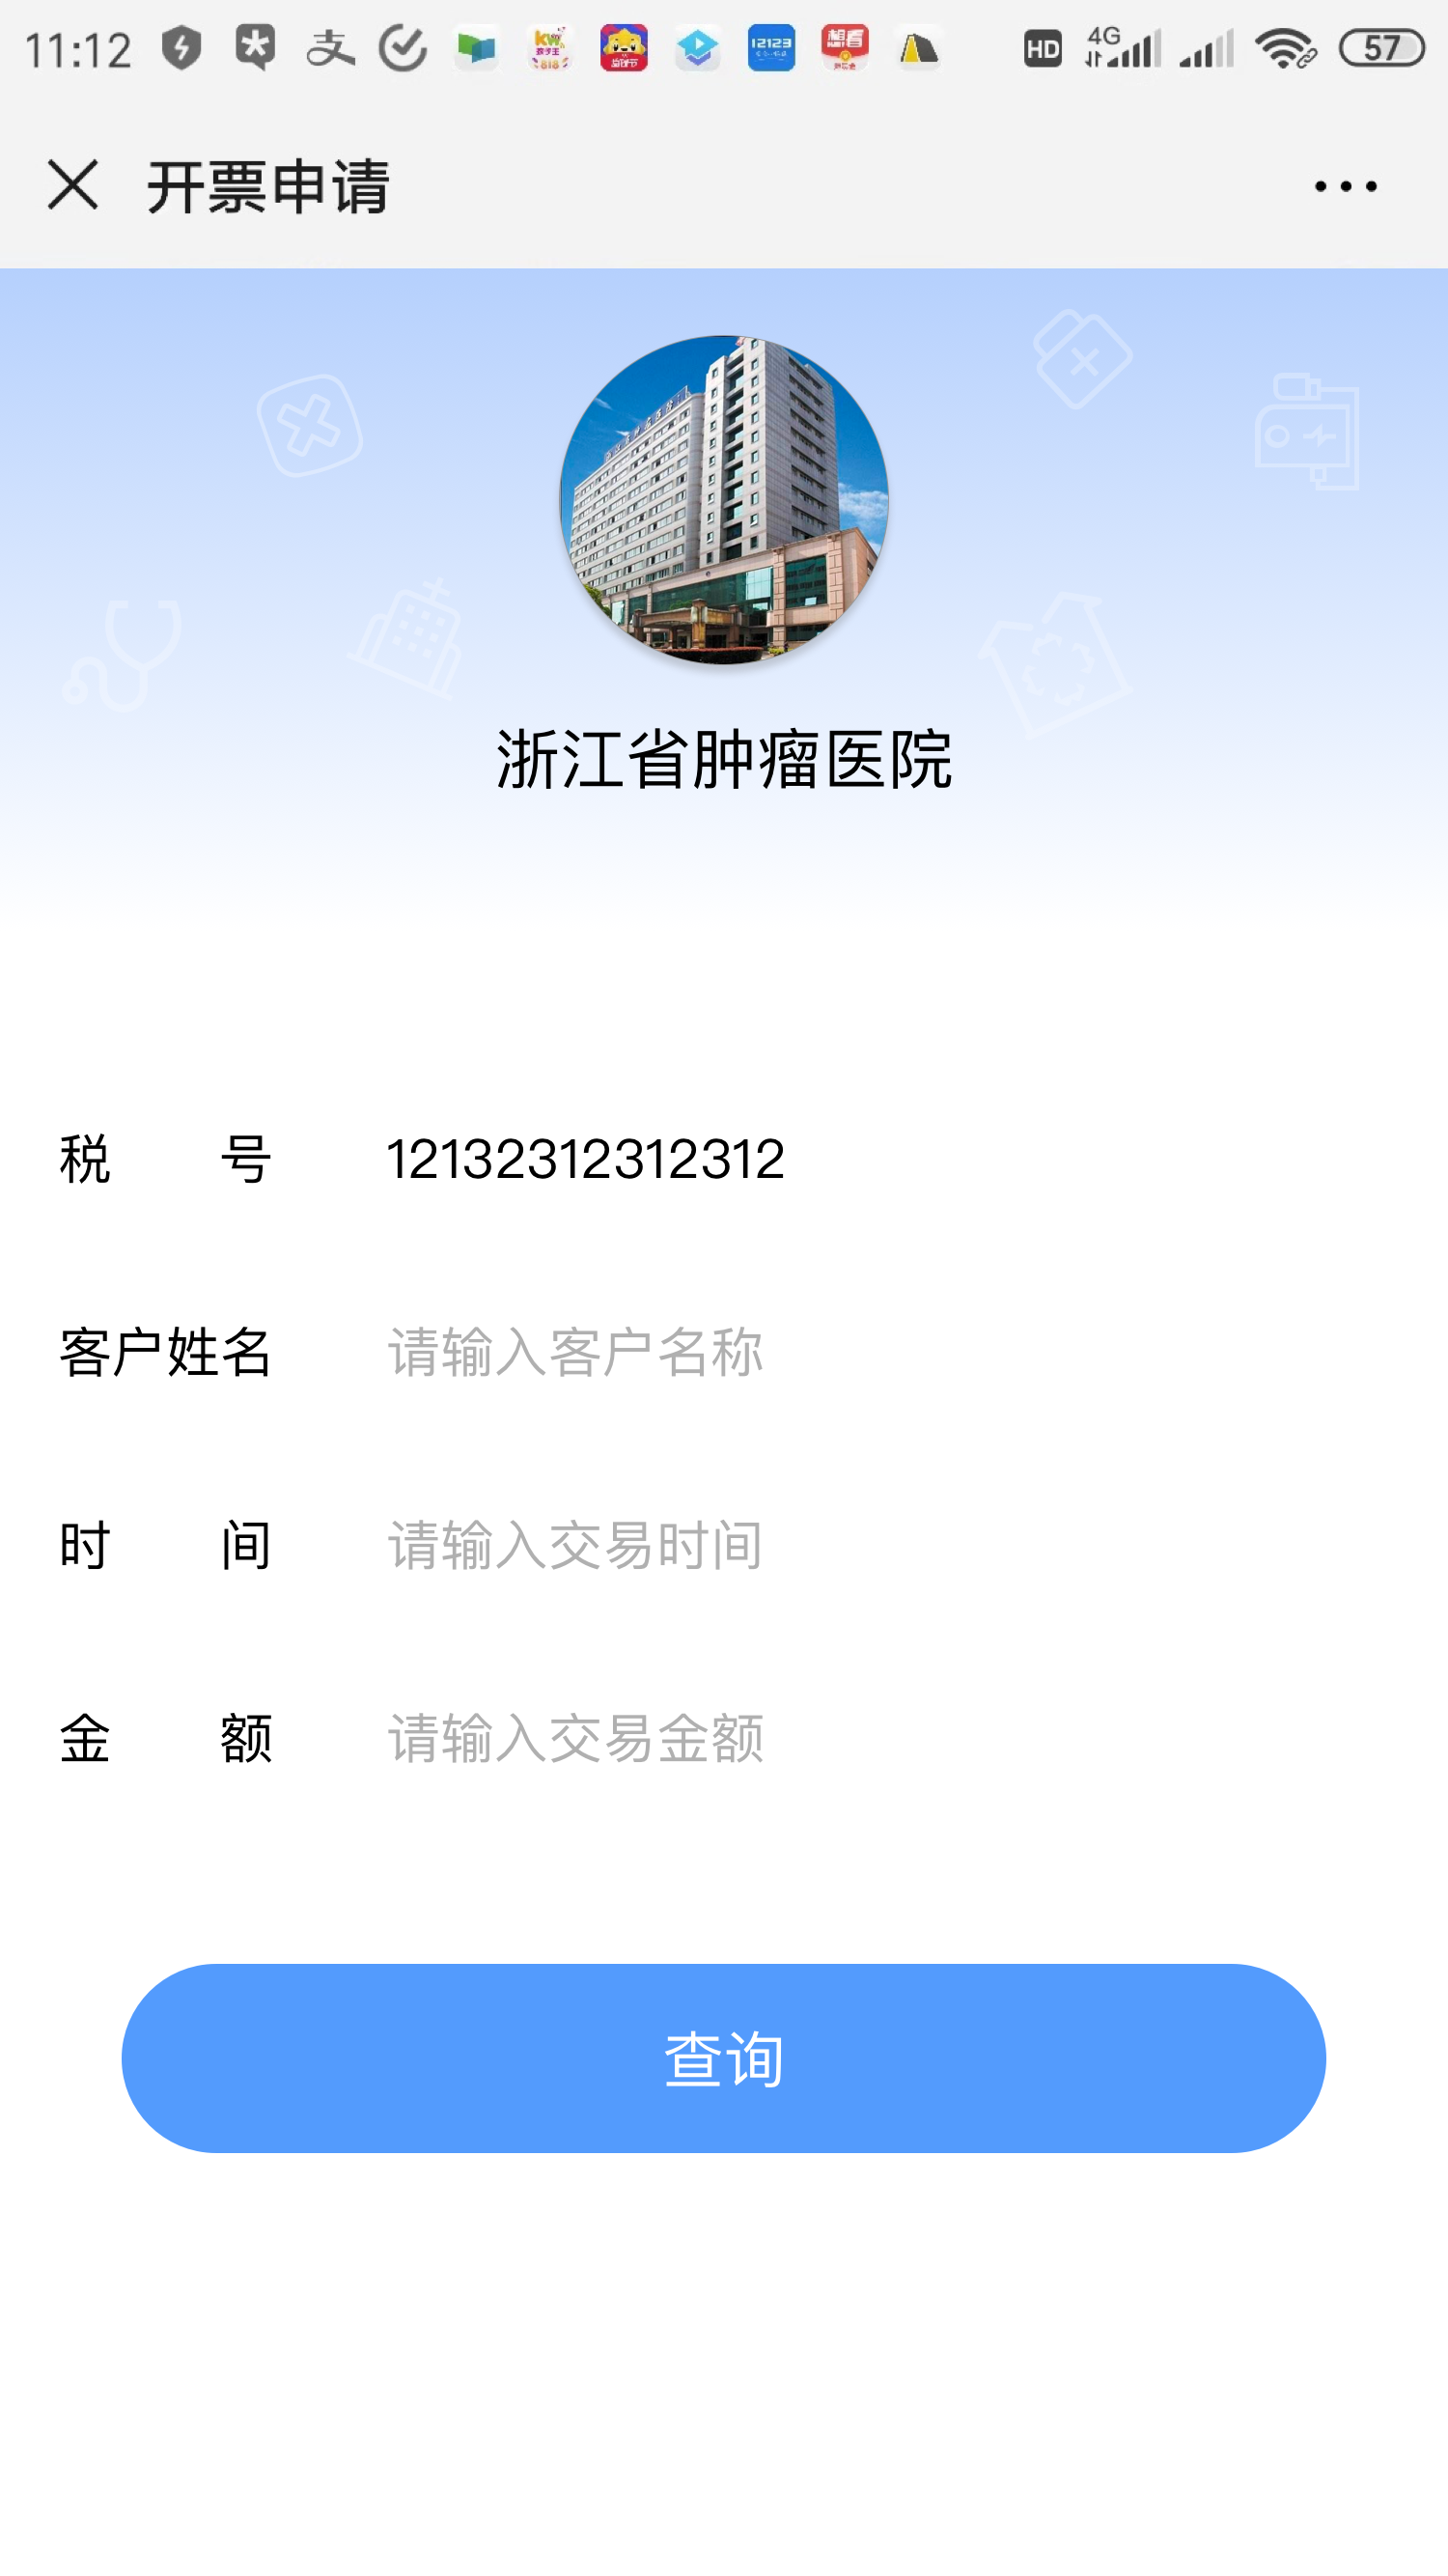 11:12 支 12123 HD 4G 57
开票申请
浙江省肿瘤医院
税 号 12132312312312
客户姓名 请输入客户名称
时 间 请输入交易时间
金 额 请输入交易金额
查询